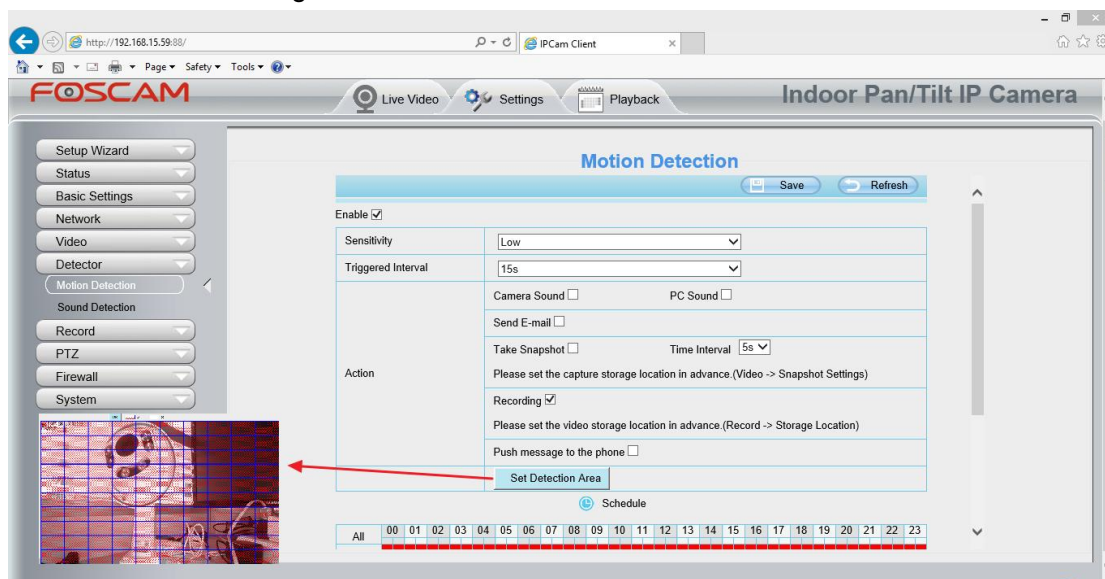 http://192.168.15.59:88/
IPCam Client
Page Safety Tools
FOSCAM
Live Video Settings Playback
Indoor Pan/Tilt IP Camera
Setup Wizard
Status
Basic Settings
Network
Video
Detector
Motion Detection
Sound Detection
Record
PTZ
Firewall
System
Motion Detection
Save Refresh
Enable
Sensitivity Low
Triggered Interval 15s
Action
Camera Sound PC Sound
Send E-mail
Take Snapshot Time Interval 5s
Please set the capture storage location in advance.(Video -> Snapshot Settings)
Recording
Please set the video storage location in advance.(Record -> Storage Location)
Push message to the phone
Set Detection Area
Schedule
All 00 01 02 03 04 05 06 07 08 09 10 11 12 13 14 15 16 17 18 19 20 21 22 23